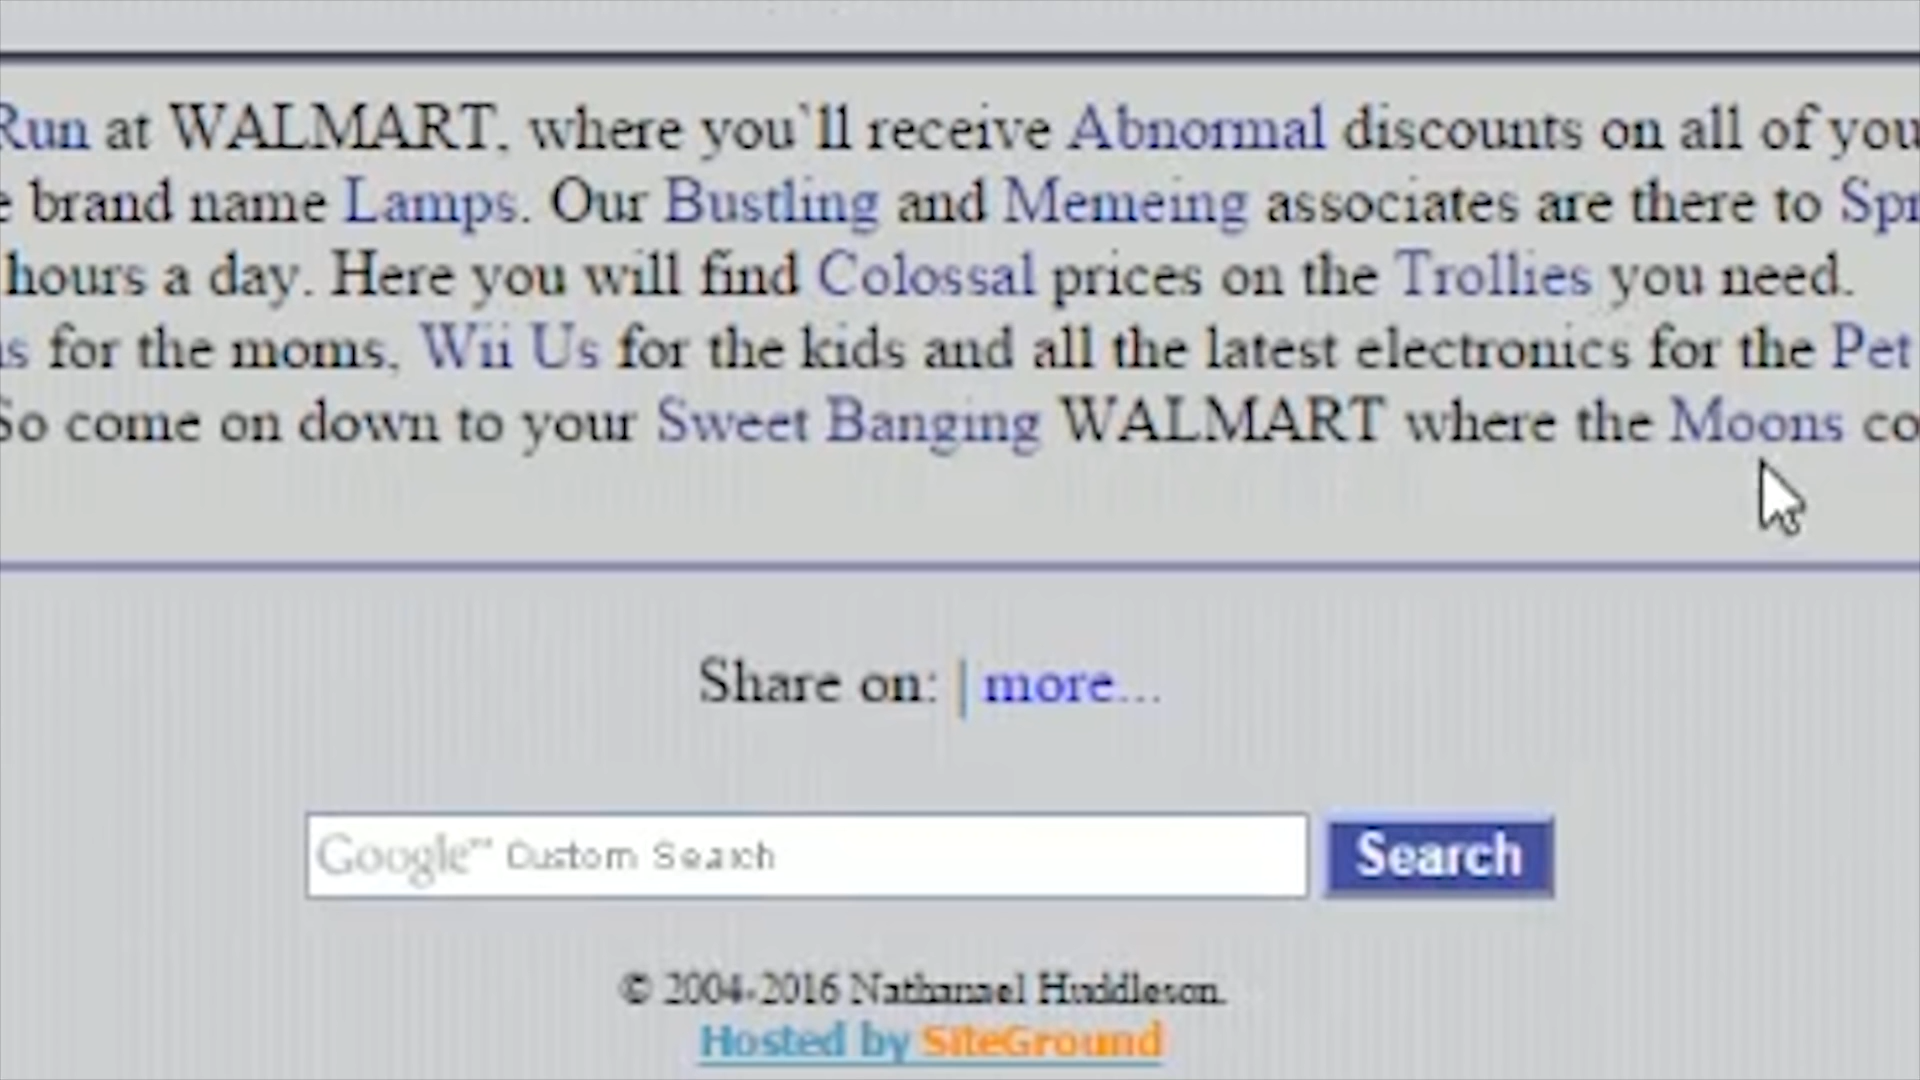 Run at WALMART, where you`ll receive Abnormal discounts on all of you
e brand name Lamps. Our Bustling and Memeing associates are there to Spr
hours a day. Here you will find Colossal prices on the Trollies you need.
s for the moms, Wii Us for the kids and all the latest electronics for the Pet
So come on down to your Sweet Banging WALMART where the Moons co
Share on: | more...
Google™ Custom Search
Search
© 2004-2016 Nathanael Huddleson.
Hosted by SiteGround